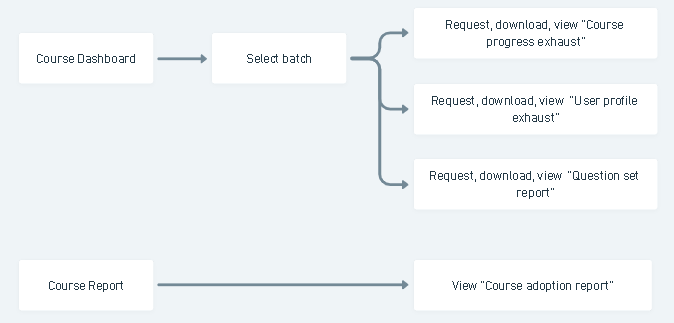 Request, download, view "Course
progress exhaust"
Course Dashboard
Select batch
Request, download, view "User profile
exhaust"
Request, download, view "Question set
report"
Course Report
View "Course adoption report"